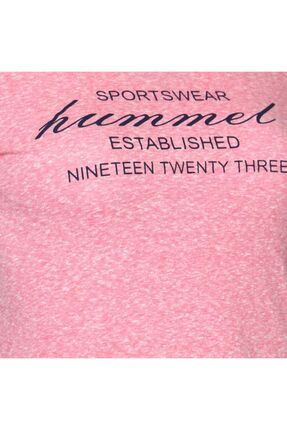 SPORTSWEAR
hummel
ESTABLISHED
NINETEEN TWENTY THREE